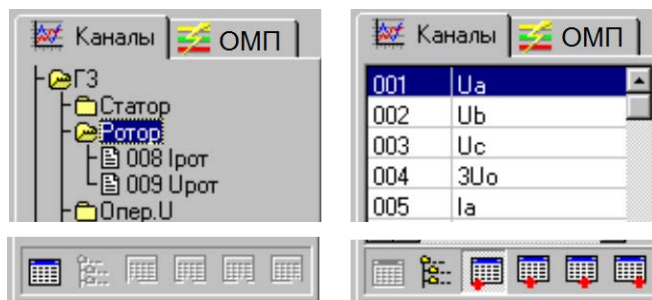 Каналы ОМП
Г3
Статор
Ротор
008 Iрот
009 Uрот
Опер.U
Каналы ОМП
001 Ua
002 Ub
003 Uc
004 3Uo
005 Ia